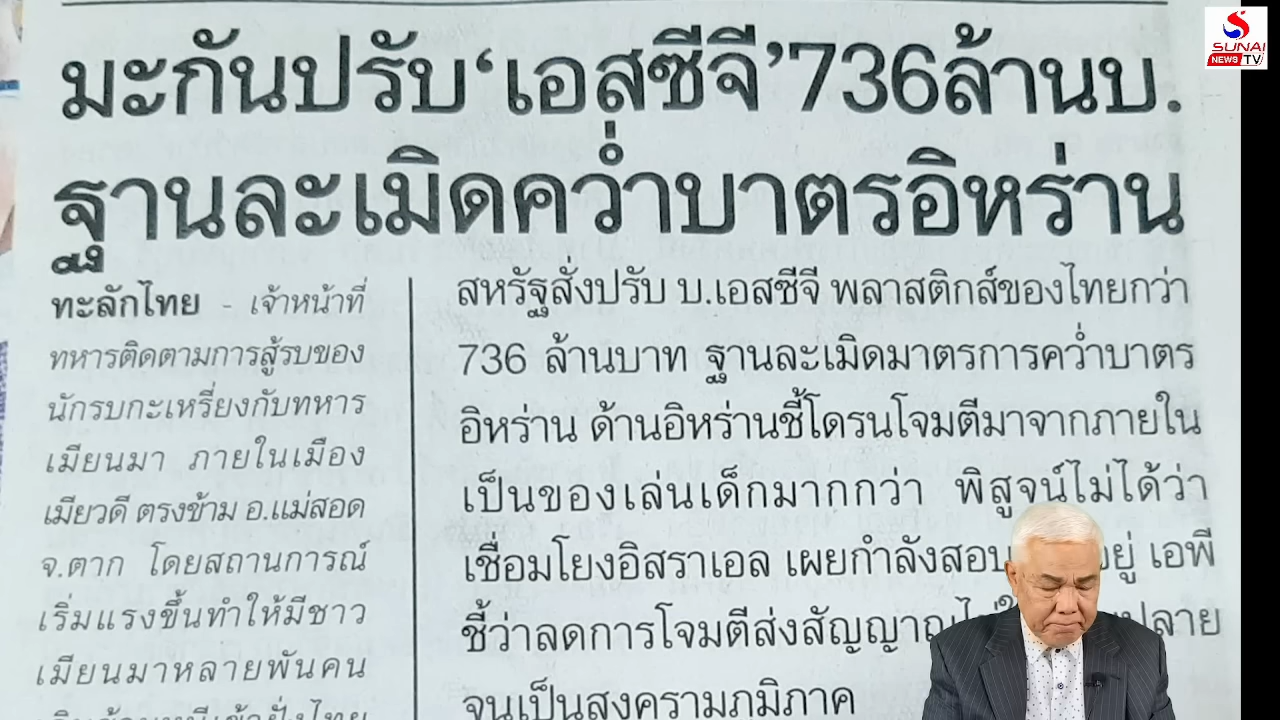 SUNAI
NEWS TV
มะกันปรับ‘เอสซีจี’736ล้านบ.
ฐานละเมิดคว่ำบาตรอิหร่าน
ทะลักไทย - เจ้าหน้าที่
ทหารติดตามการสู้รบของ
นักรบกะเหรี่ยงกับทหาร
เมียนมา ภายในเมือง
เมียวดี ตรงข้าม อ.แม่สอด
จ.ตาก โดยสถานการณ์
เริ่มแรงขึ้นทำให้มีชาว
เมียนมาหลายพันคน
สหรัฐสั่งปรับ บ.เอสซีจี พลาสติกส์ของไทยกว่า
736 ล้านบาท ฐานละเมิดมาตรการคว่ำบาตร
อิหร่าน ด้านอิหร่านชี้โดรนโจมตีมาจากภายใน
เป็นของเล่นเด็กมากกว่า พิสูจน์ไม่ได้ว่า
เชื่อมโยงอิสราเอล เผยกำลังสอบ อยู่ เอพี
ชี้ว่าลดการโจมตีส่งสัญญาณ ปลาย
จนเป็นสงครามภูมิภาค